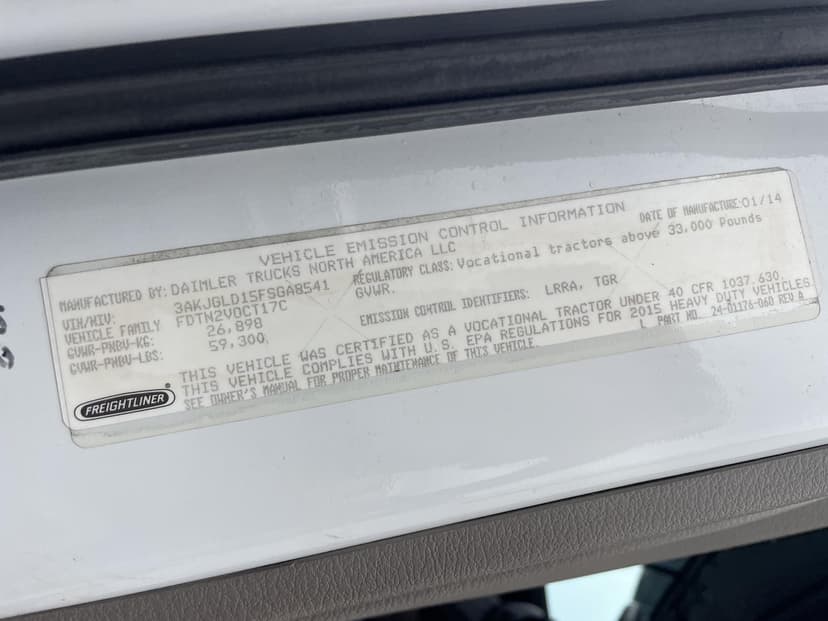 VEHICLE EMISSION CONTROL INFORMATION
DATE OF MANUFACTURE: 01/14
MANUFACTURED BY: DAIMLER TRUCKS NORTH AMERICA LLC
VIN/NIV: 3AKJGLD15FSGA8541
REGULATORY CLASS: Vocational tractors above 33,000 Pounds GVWR.
VEHICLE FAMILY FDTN2VOCT17C
GVWR-PNBV-KG: 26,898
EMISSION CONTROL IDENTIFIERS: LRRA, TGR
GVWR-PNBV-LBS: 59,300
THIS VEHICLE WAS CERTIFIED AS A VOCATIONAL TRACTOR UNDER 40 CFR 1037.630.
THIS VEHICLE COMPLIES WITH U.S. EPA REGULATIONS FOR 2015 HEAVY DUTY VEHICLES
SEE OWNER'S MANUAL FOR PROPER MAINTENANCE OF THIS VEHICLE.
L PART NO. 24-01176-060 REV A
FREIGHTLINER